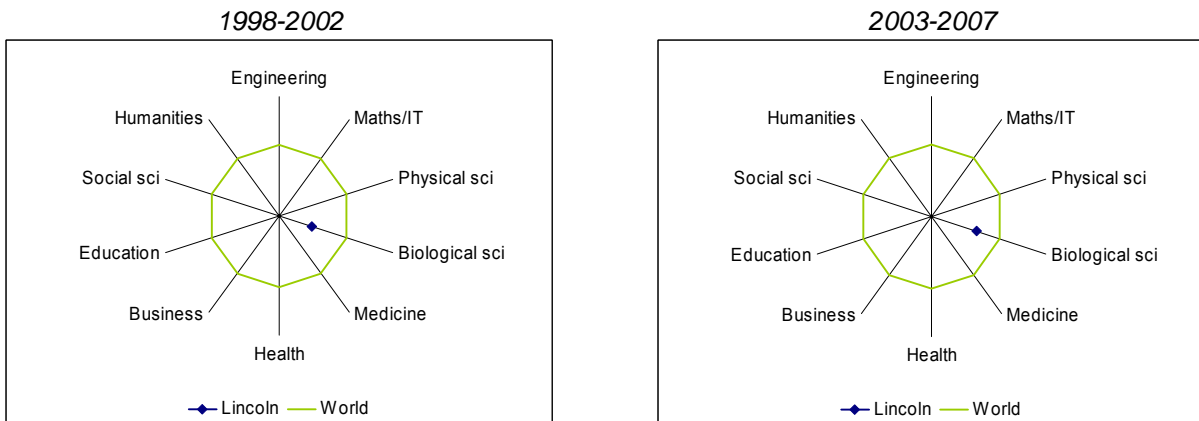 1998-2002
Engineering
Humanities
Maths/IT
Social sci
Physical sci
Education
Biological sci
Business
Medicine
Health
Lincoln
World
2003-2007
Engineering
Humanities
Maths/IT
Social sci
Physical sci
Education
Biological sci
Business
Medicine
Health
Lincoln
World